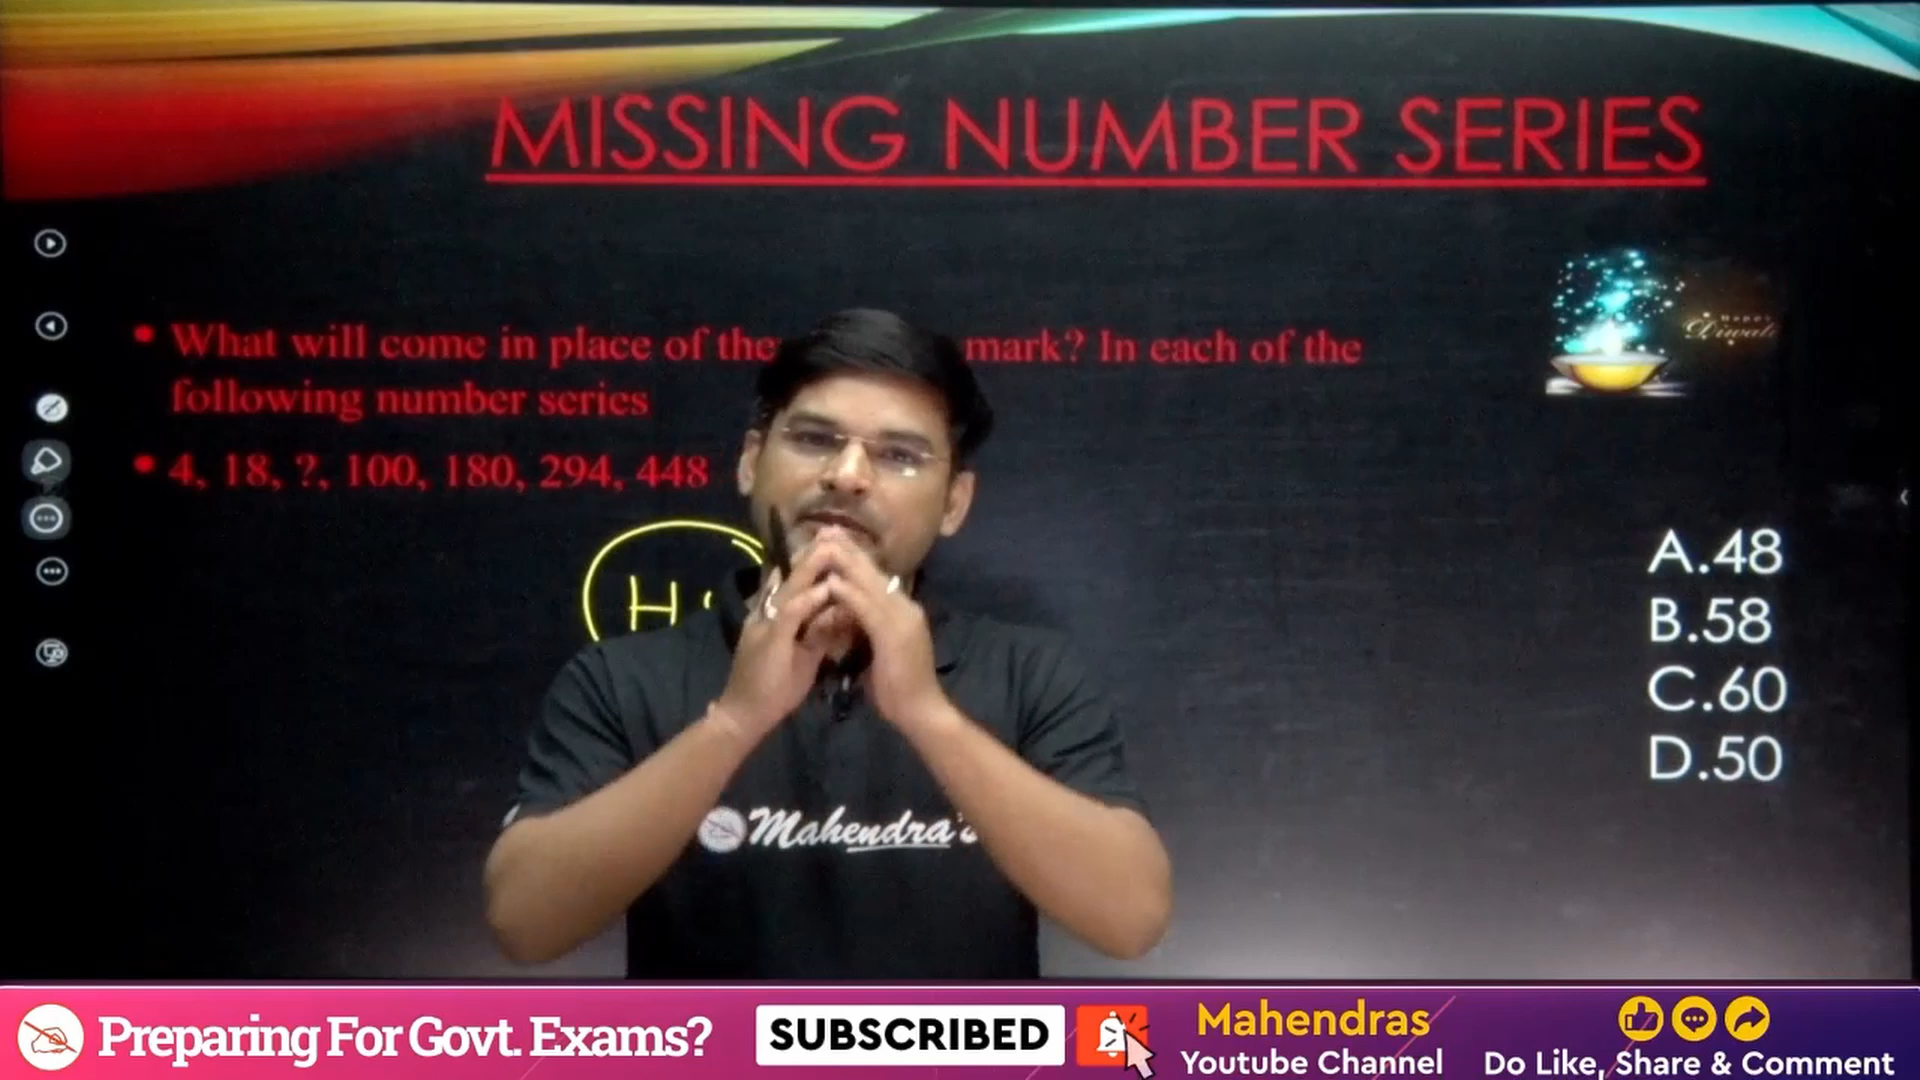 MISSING NUMBER SERIES
Happy
Diwali
• What will come in place of the mark? In each of the
following number series
• 4, 18, ?, 100, 180, 294, 448
H
A.48
B.58
C.60
D.50
Mahendra's
Preparing For Govt. Exams?
SUBSCRIBED
Mahendras
Youtube Channel
Do Like, Share & Comment